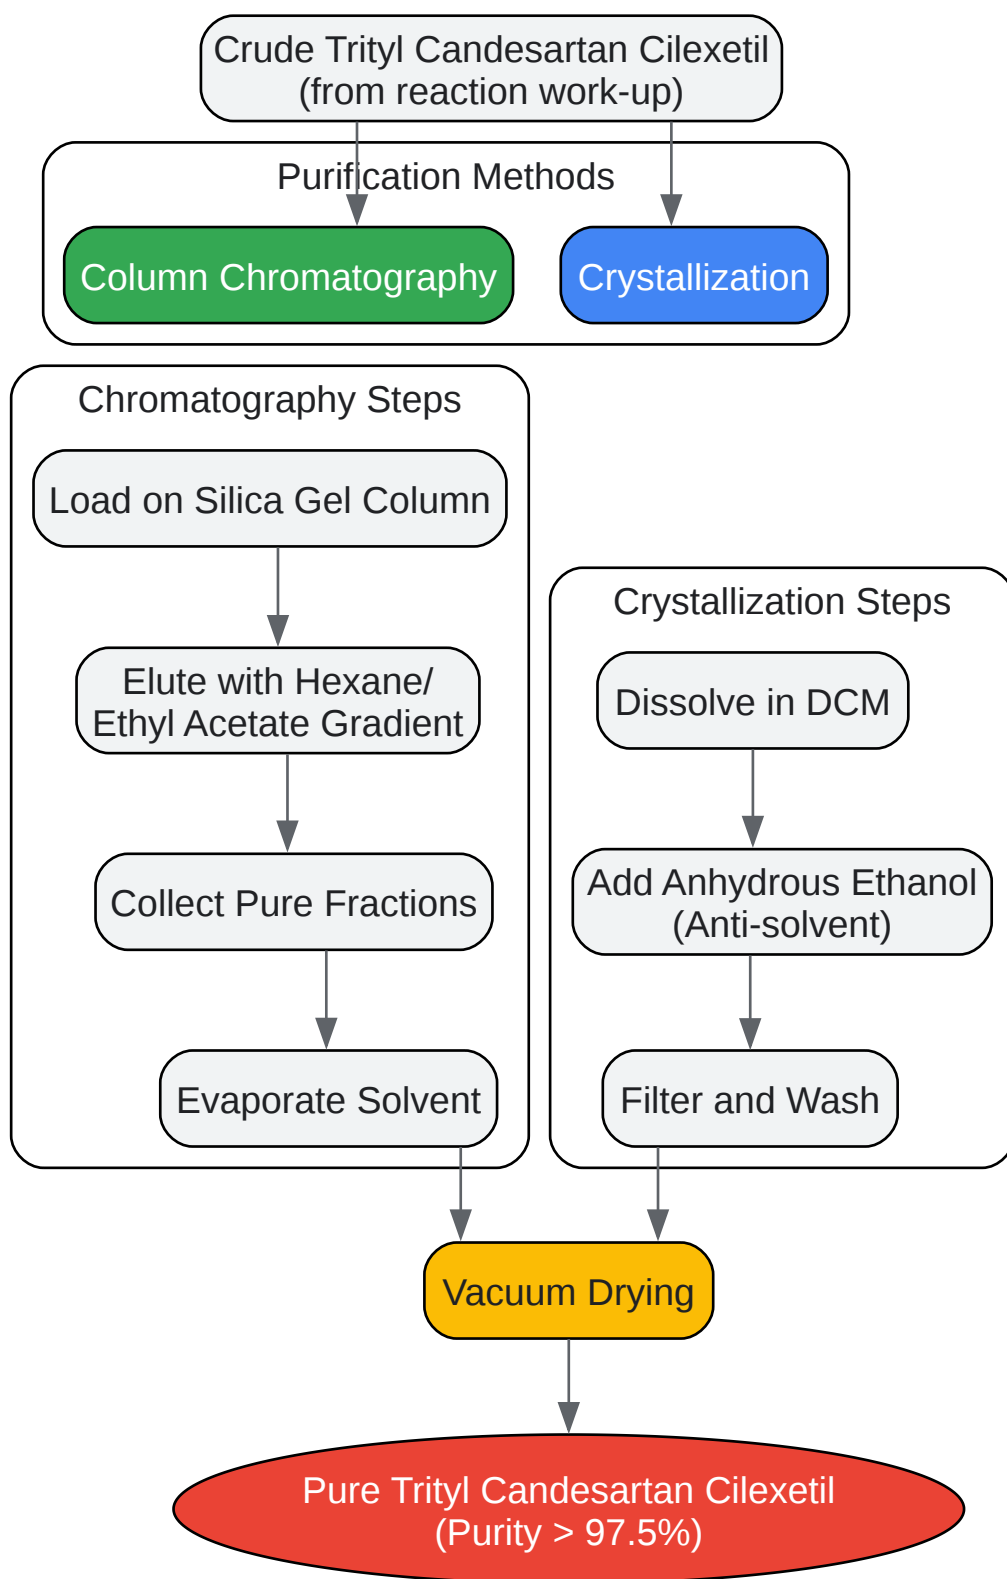 Crude Trityl Candesartan Cilexetil
(from reaction work-up)
Purification Methods
Column Chromatography
Crystallization
Chromatography Steps
Load on Silica Gel Column
Elute with Hexane/
Ethyl Acetate Gradient
Collect Pure Fractions
Evaporate Solvent
Crystallization Steps
Dissolve in DCM
Add Anhydrous Ethanol
(Anti-solvent)
Filter and Wash
Vacuum Drying
Pure Trityl Candesartan Cilexetil
(Purity > 97.5%)